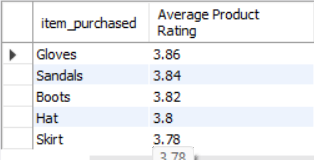 item_purchased Average Product
Rating
Gloves 3.86
Sandals 3.84
Boots 3.82
Hat 3.8
Skirt 3.78
3.78